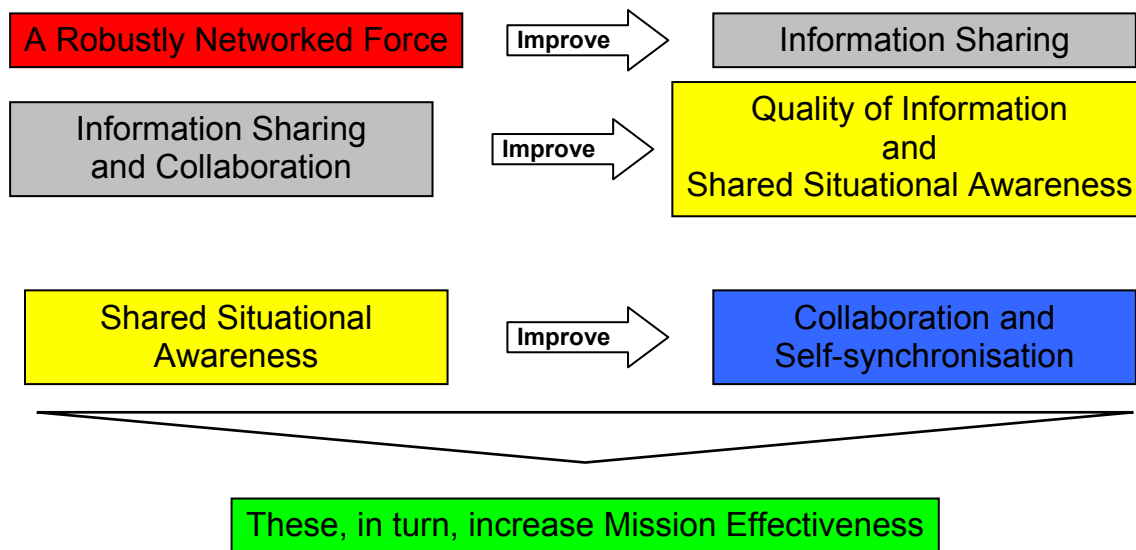 A Robustly Networked Force
Improve
Information Sharing
Information Sharing
and Collaboration
Improve
Quality of Information
and
Shared Situational Awareness
Shared Situational
Awareness
Improve
Collaboration and
Self-synchronisation
These, in turn, increase Mission Effectiveness